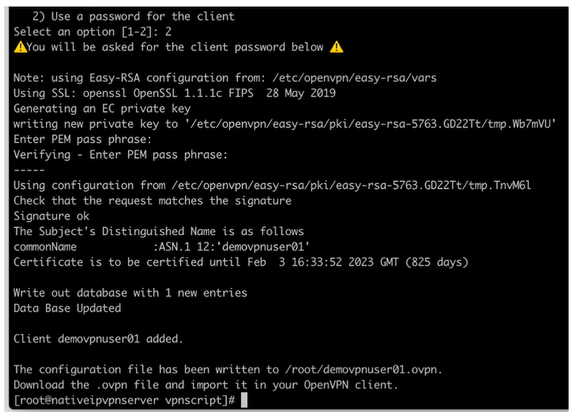 2) Use a password for the client
Select an option [1-2]: 2
⚠️You will be asked for the client password below ⚠️
Note: using Easy-RSA configuration from: /etc/openvpn/easy-rsa/vars
Using SSL: openssl OpenSSL 1.1.1c FIPS  28 May 2019
Generating an EC private key
writing new private key to '/etc/openvpn/easy-rsa/pki/easy-rsa-5763.GD22Tt/tmp.Wb7mVU'
Enter PEM pass phrase:
Verifying - Enter PEM pass phrase:
-----
Using configuration from /etc/openvpn/easy-rsa/pki/easy-rsa-5763.GD22Tt/tmp.TnvM6l
Check that the request matches the signature
Signature ok
The Subject's Distinguished Name is as follows
commonName            :ASN.1 12:'demovpnuser01'
Certificate is to be certified until Feb  3 16:33:52 2023 GMT (825 days)
Write out database with 1 new entries
Data Base Updated
Client demovpnuser01 added.
The configuration file has been written to /root/demovpnuser01.ovpn.
Download the .ovpn file and import it in your OpenVPN client.
[root@nativeipvpnserver vpnscript]#